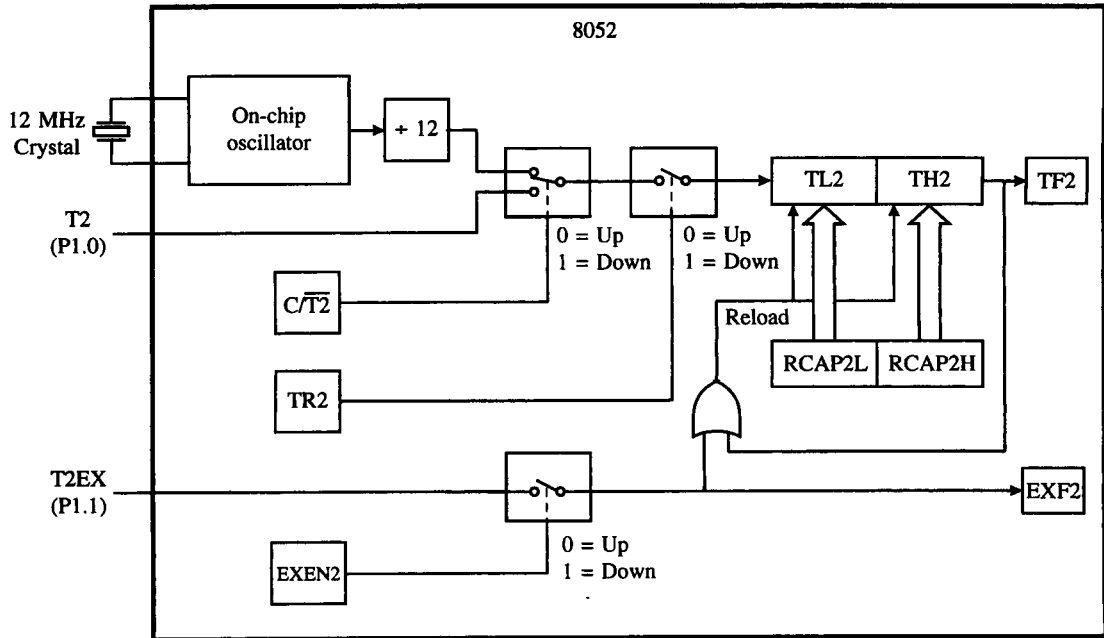 8052
12 MHz
Crystal
On-chip
oscillator
÷ 12
T2
(P1.0)
TL2
TH2
TF2
0 = Up
1 = Down
0 = Up
1 = Down
C/T̅2̅
Reload
RCAP2L
RCAP2H
TR2
T2EX
(P1.1)
EXF2
0 = Up
1 = Down
EXEN2